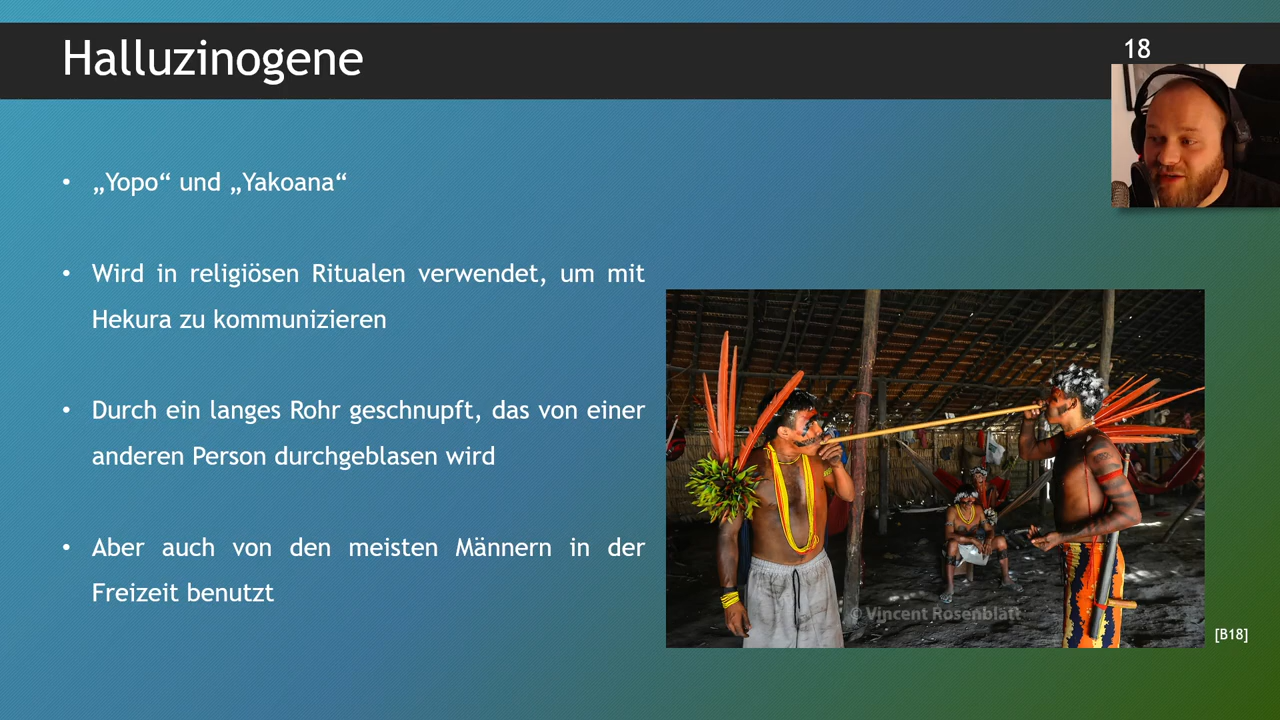 Halluzinogene
18
• „Yopo“ und „Yakoana“
• Wird in religiösen Ritualen verwendet, um mit
Hekura zu kommunizieren
• Durch ein langes Rohr geschnupft, das von einer
anderen Person durchgeblasen wird
• Aber auch von den meisten Männern in der
Freizeit benutzt
© Vincent Rosenblatt
[B18]